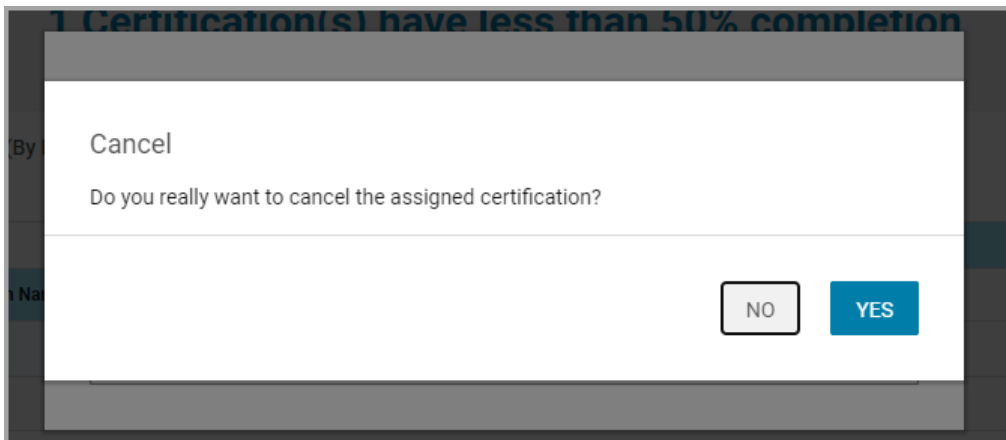 1 Certification(s) have less than 50% completion
(By
Cancel
Do you really want to cancel the assigned certification?
NO
YES